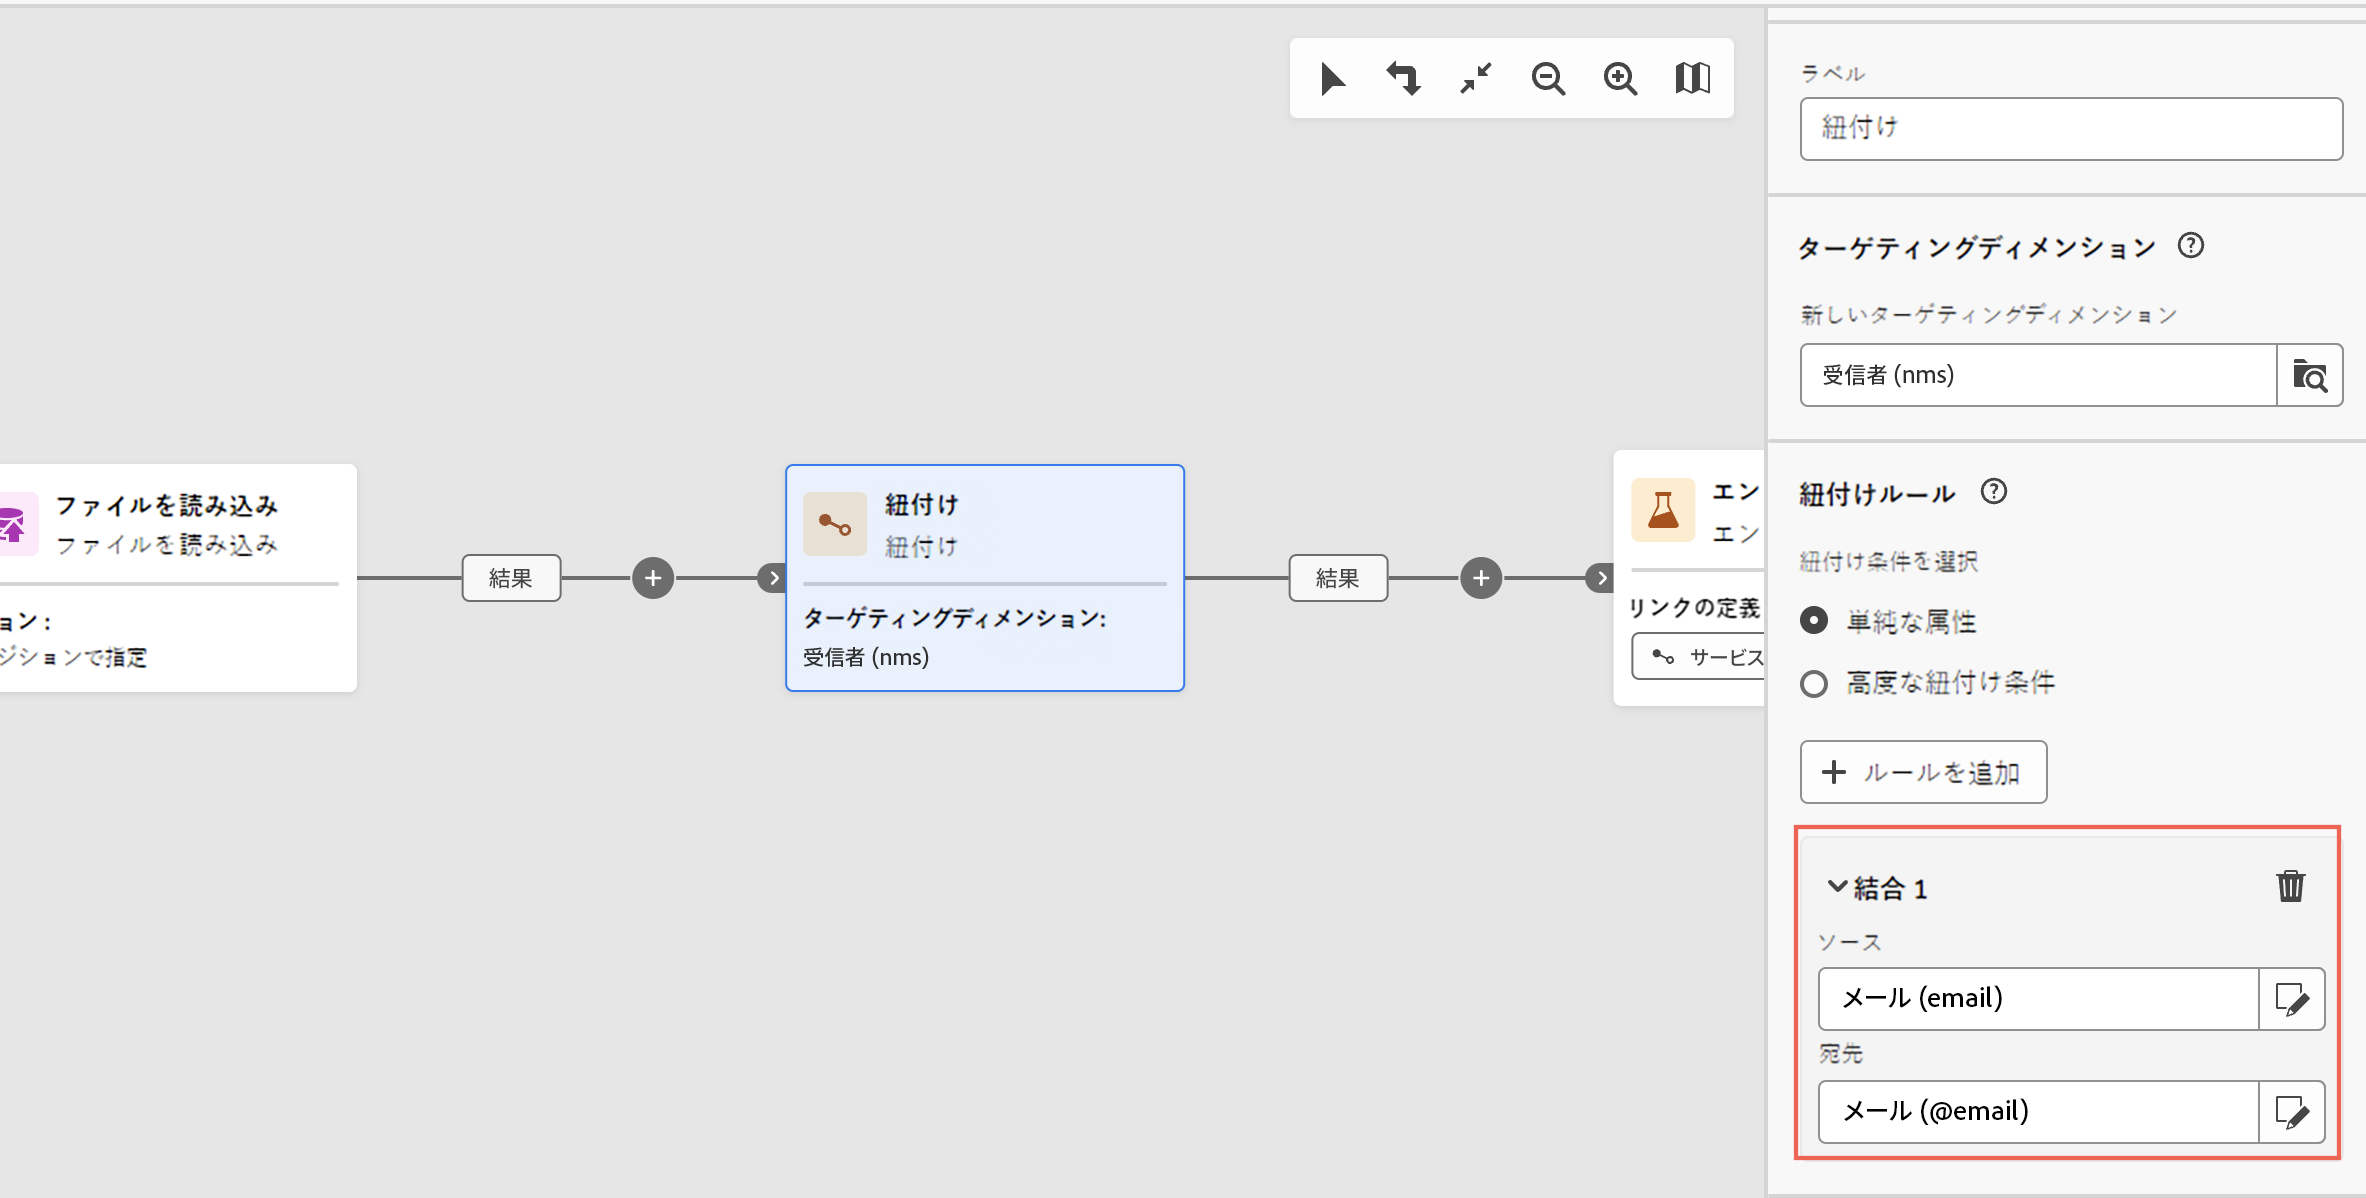 ファイルを読み込み
ファイルを読み込み
ョン :
ジションで指定
結果
紐付け
紐付け
ターゲティングディメンション:
受信者 (nms)
結果
エン
エン
リンクの定義
サービス
ラベル
紐付け
ターゲティングディメンション
新しいターゲティングディメンション
受信者 (nms)
紐付けルール
紐付け条件を選択
単純な属性
高度な紐付け条件
ルールを追加
結合 1
ソース
メール (email)
宛先
メール (@email)